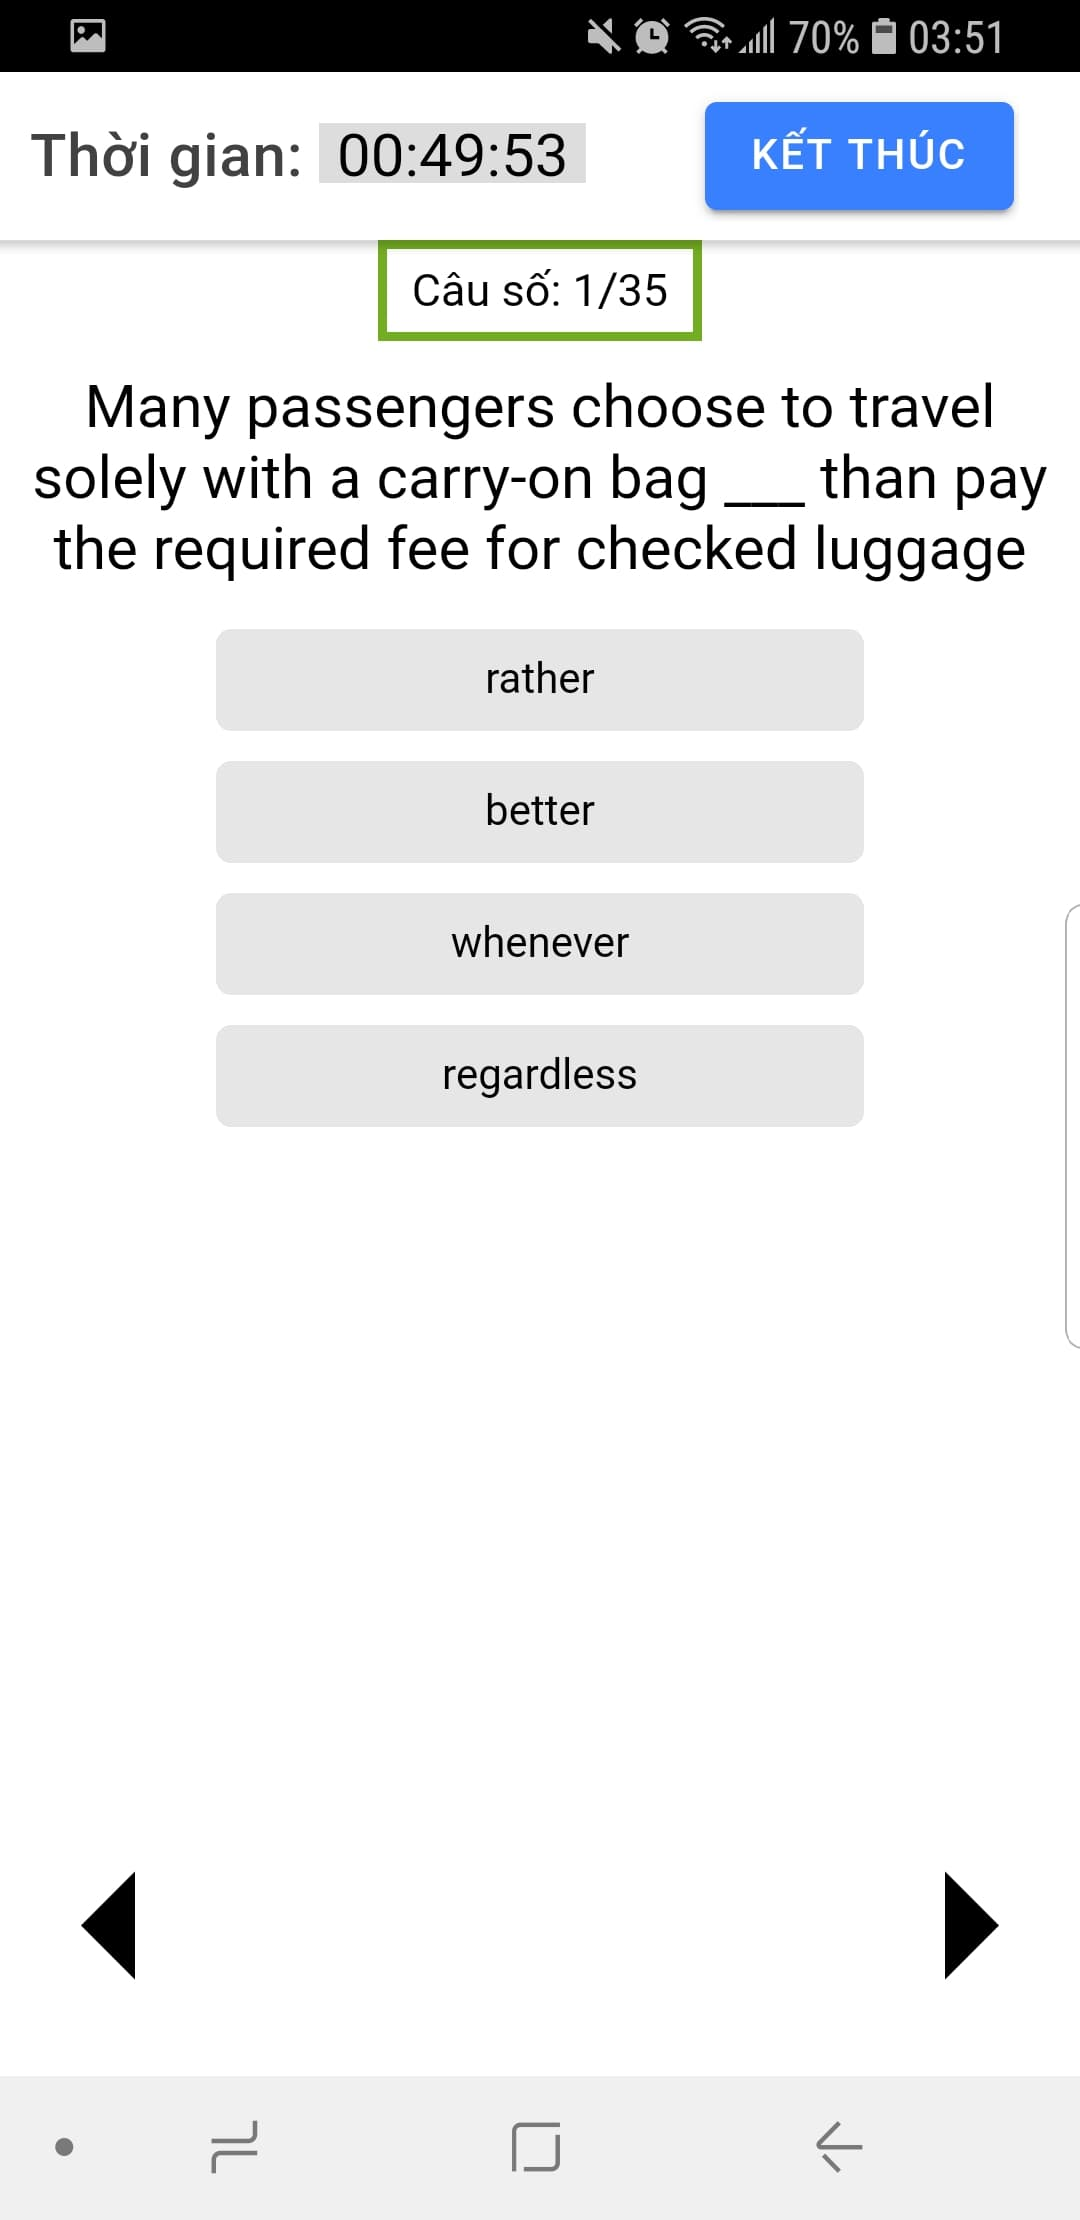 70% 03:51
Thời gian: 00:49:53
KẾT THÚC
Câu số: 1/35
Many passengers choose to travel
solely with a carry-on bag ___ than pay
the required fee for checked luggage
rather
better
whenever
regardless